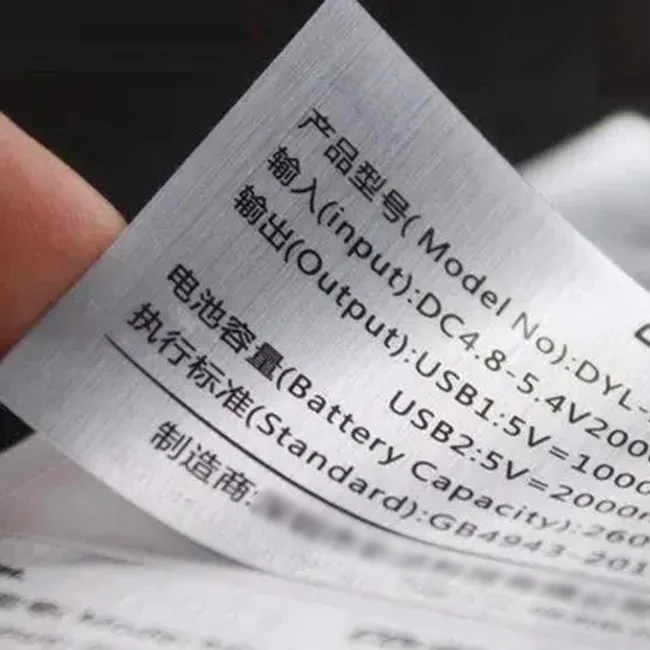 产品型号( Model No):DYL-
输入(input):DC4.8-5.4V200
输出(Output):USB1:5V=1000
USB2:5V=2000
电池容量(Battery Capacity):260
执行标准(Standard):GB4943-201
制造商: